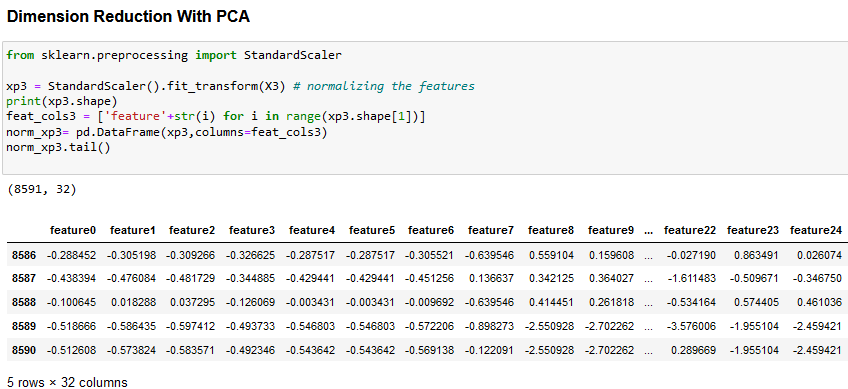 Dimension Reduction With PCA
from sklearn.preprocessing import StandardScaler
xp3 = StandardScaler().fit_transform(X3) # normalizing the features
print(xp3.shape)
feat_cols3 = ['feature'+str(i) for i in range(xp3.shape[1])]
norm_xp3= pd.DataFrame(xp3,columns=feat_cols3)
norm_xp3.tail()
(8591, 32)
feature0 feature1 feature2 feature3 feature4 feature5 feature6 feature7 feature8 feature9 ... feature22 feature23 feature24
8586 -0.288452 -0.305198 -0.309266 -0.326625 -0.287517 -0.287517 -0.305521 -0.639546 0.559104 0.159608 ... -0.027190 0.863491 0.026074
8587 -0.438394 -0.476084 -0.481729 -0.344885 -0.429441 -0.429441 -0.451256 0.136637 0.342125 0.364027 ... -1.611483 -0.509671 -0.346750
8588 -0.100645 0.018288 0.037295 -0.126069 -0.003431 -0.003431 -0.009692 -0.639546 0.414451 0.261818 ... -0.534164 0.574405 0.461036
8589 -0.518666 -0.586435 -0.597412 -0.493733 -0.546803 -0.546803 -0.572206 -0.898273 -2.550928 -2.702262 ... -3.576006 -1.955104 -2.459421
8590 -0.512608 -0.573824 -0.583571 -0.492346 -0.543642 -0.543642 -0.569138 -0.122091 -2.550928 -2.702262 ... 0.289669 -1.955104 -2.459421
5 rows × 32 columns